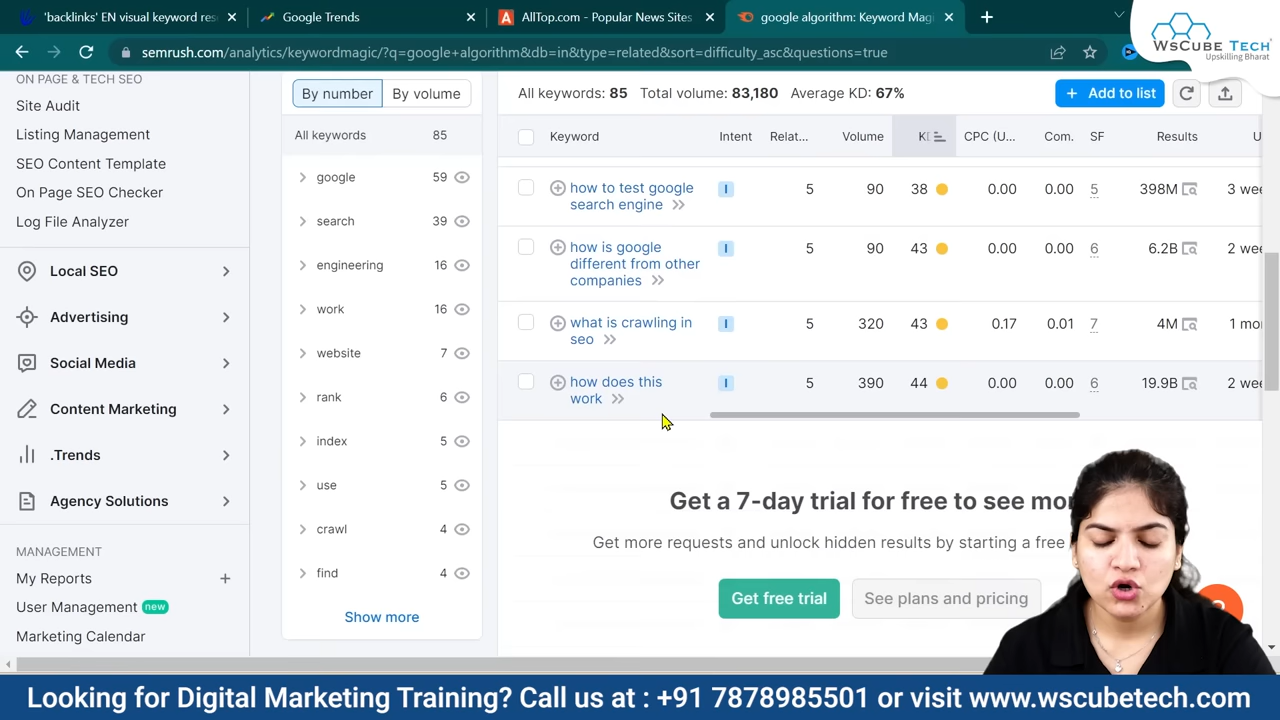 'backlinks' EN visual keyword res
Google Trends
AllTop.com - Popular News Sites
google algorithm: Keyword Magi
semrush.com/analytics/keywordmagic/?q=google+algorithm&db=in&type=related&sort=difficulty_asc&questions=true
WsCube Tech
Upskilling Bharat
ON PAGE & TECH SEO
Site Audit
Listing Management
SEO Content Template
On Page SEO Checker
Log File Analyzer
Local SEO
Advertising
Social Media
Content Marketing
.Trends
Agency Solutions
MANAGEMENT
My Reports
User Management new
Marketing Calendar
By number By volume
All keywords 85
google 59
search 39
engineering 16
work 16
website 7
rank 6
index 5
use 5
crawl 4
find 4
Show more
All keywords: 85 Total volume: 83,180 Average KD: 67%
+ Add to list
Keyword Intent Relat... Volume CPC (U... Com. SF Results
how to test google
search engine
I 5 90 38 0.00 0.00 5 398M 3 wee
how is google
different from other
companies
I 5 90 43 0.00 0.00 6 6.2B 2 wee
what is crawling in
seo
I 5 320 43 0.17 0.01 7 4M 1 mo
how does this
work
I 5 390 44 0.00 0.00 6 19.9B 2 wee
Get a 7-day trial for free to see mo
Get more requests and unlock hidden results by starting a free
Get free trial See plans and pricing
Looking for Digital Marketing Training? Call us at : +91 7878985501 or visit www.wscubetech.com